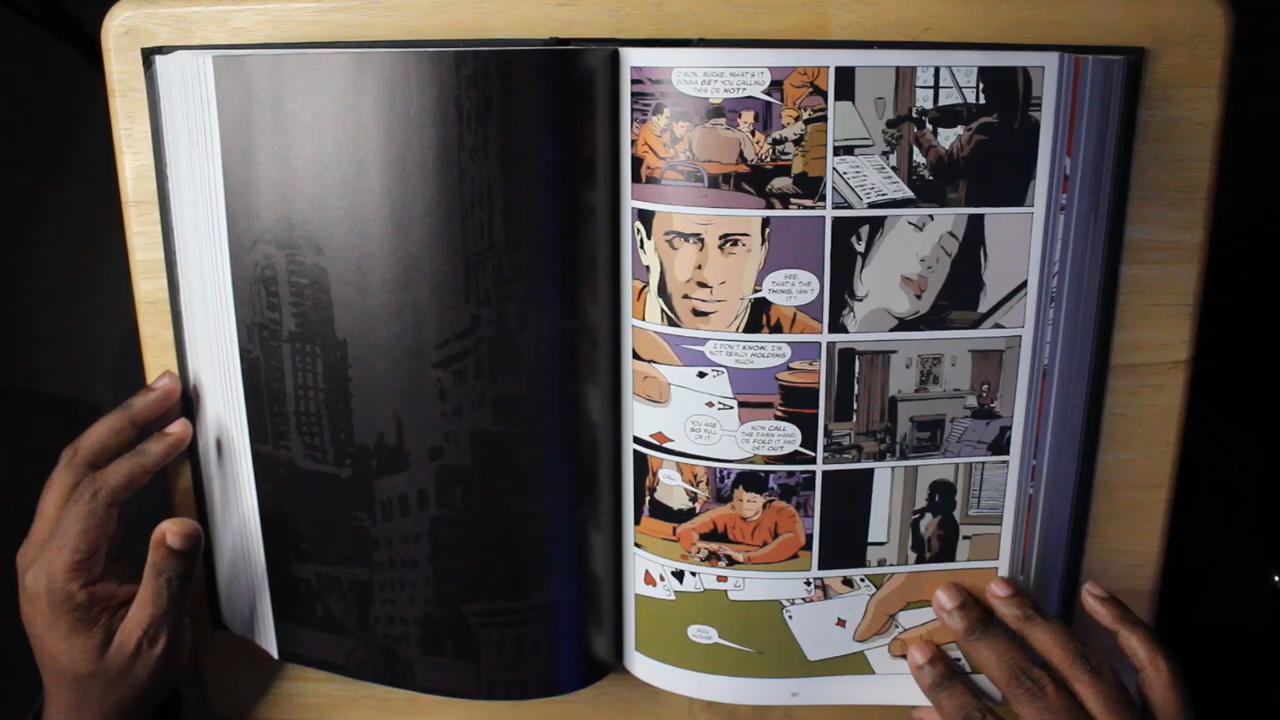 C'MON, BURKE, WHAT'S IT
GONNA BE? YOU CALLING
THIS OR NOT?
SEE,
THAT'S THE
THING, ISN'T
IT?
I DON'T KNOW. I'M
NOT REALLY HOLDING
MUCH.
A
A
YOU ARE
SO FULL
OF IT.
NOW CALL
THE DAMN HAND,
OR FOLD IT AND
GET OUT.
CALL.
FULL
HOUSE.